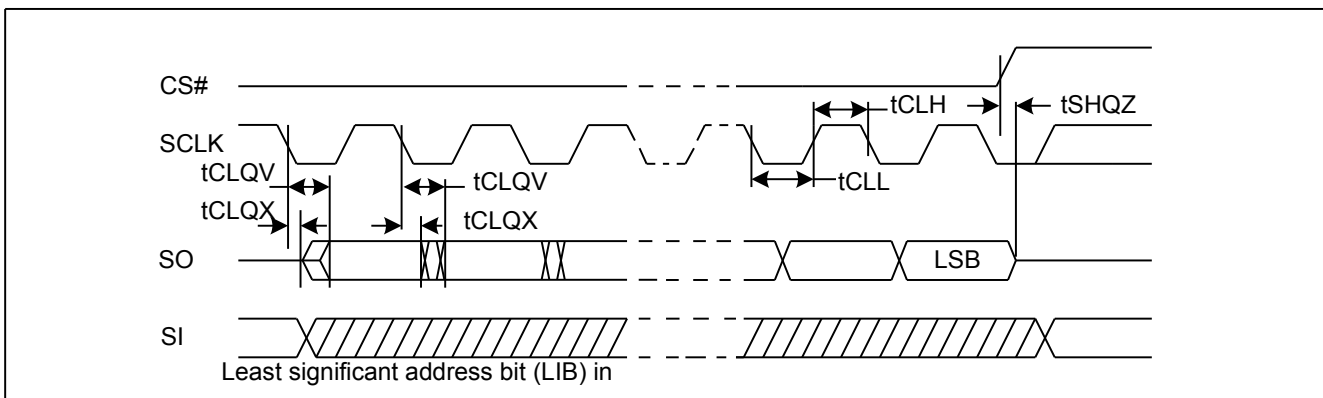 CS#
tCLH
tSHQZ
SCLK
tCLQV
tCLQV
tCLL
tCLQX
tCLQX
SO
LSB
SI
Least significant address bit (LIB) in